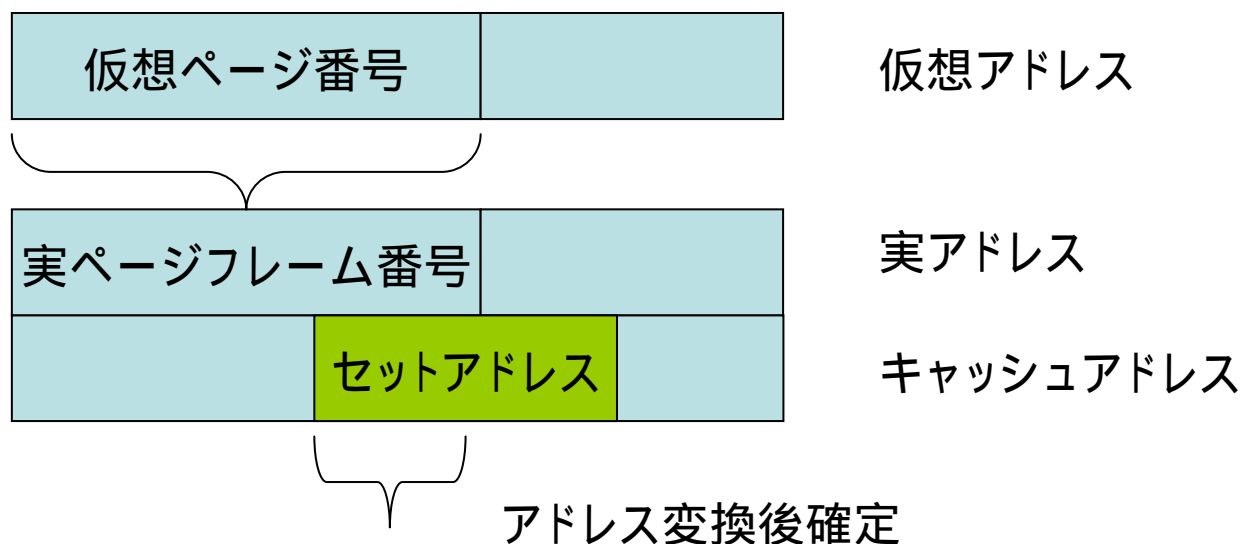 仮想ページ番号
仮想アドレス
実ページフレーム番号
実アドレス
セットアドレス
キャッシュアドレス
アドレス変換後確定